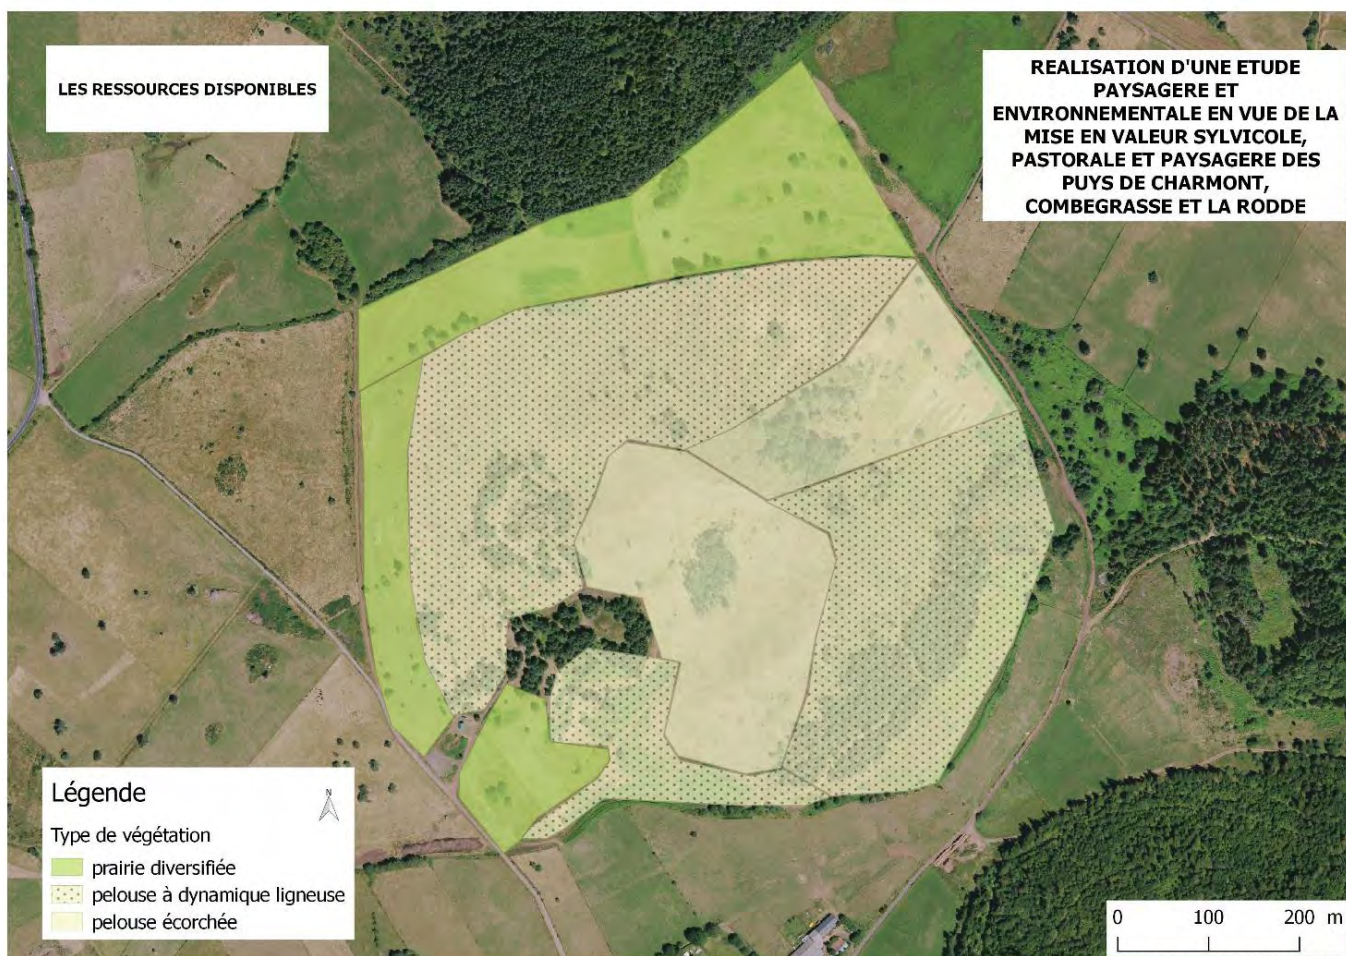 LES RESSOURCES DISPONIBLES
REALISATION D'UNE ETUDE
PAYSAGERE ET
ENVIRONNEMENTALE EN VUE DE LA
MISE EN VALEUR SYLVICOLE,
PASTORALE ET PAYSAGERE DES
PUYS DE CHARMONT,
COMBEGRASSE ET LA RODDE
Légende
N
Type de végétation
prairie diversifiée
pelouse à dynamique ligneuse
pelouse écorchée
0 100 200 m